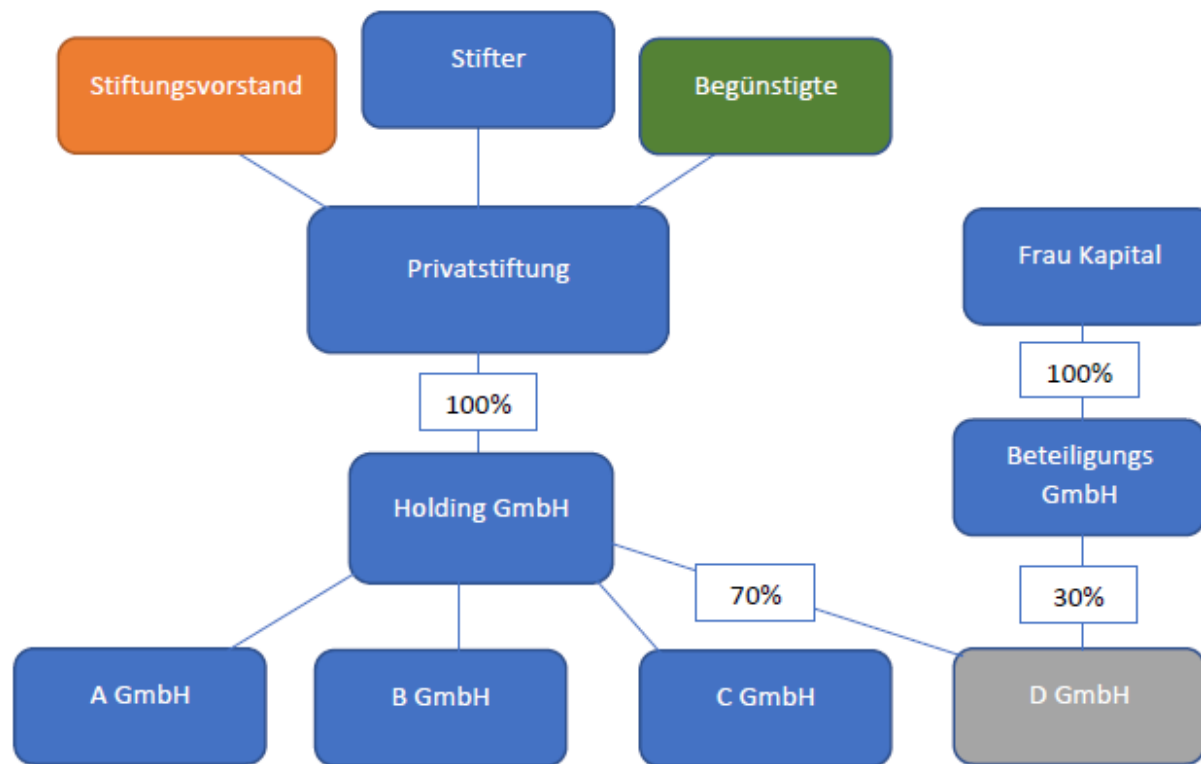 Stifter
Stiftungsvorstand
Begünstigte
Privatstiftung
Frau Kapital
100%
100%
Beteiligungs
GmbH
Holding GmbH
70%
30%
A GmbH
B GmbH
C GmbH
D GmbH